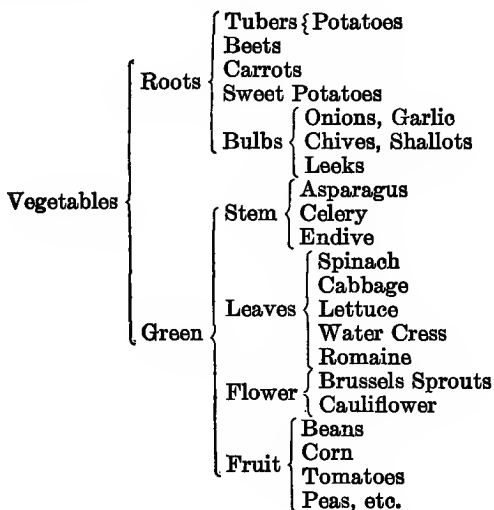 Tubers { Potatoes
Beets
Roots
Carrots
Sweet Potatoes
Onions, Garlic
Bulbs
Chives, Shallots
Leeks
Vegetables
Asparagus
Stem
Celery
Endive
Spinach
Cabbage
Leaves
Lettuce
Water Cress
Green
Romaine
Flower
Brussels Sprouts
Cauliflower
Beans
Corn
Fruit
Tomatoes
Peas, etc.